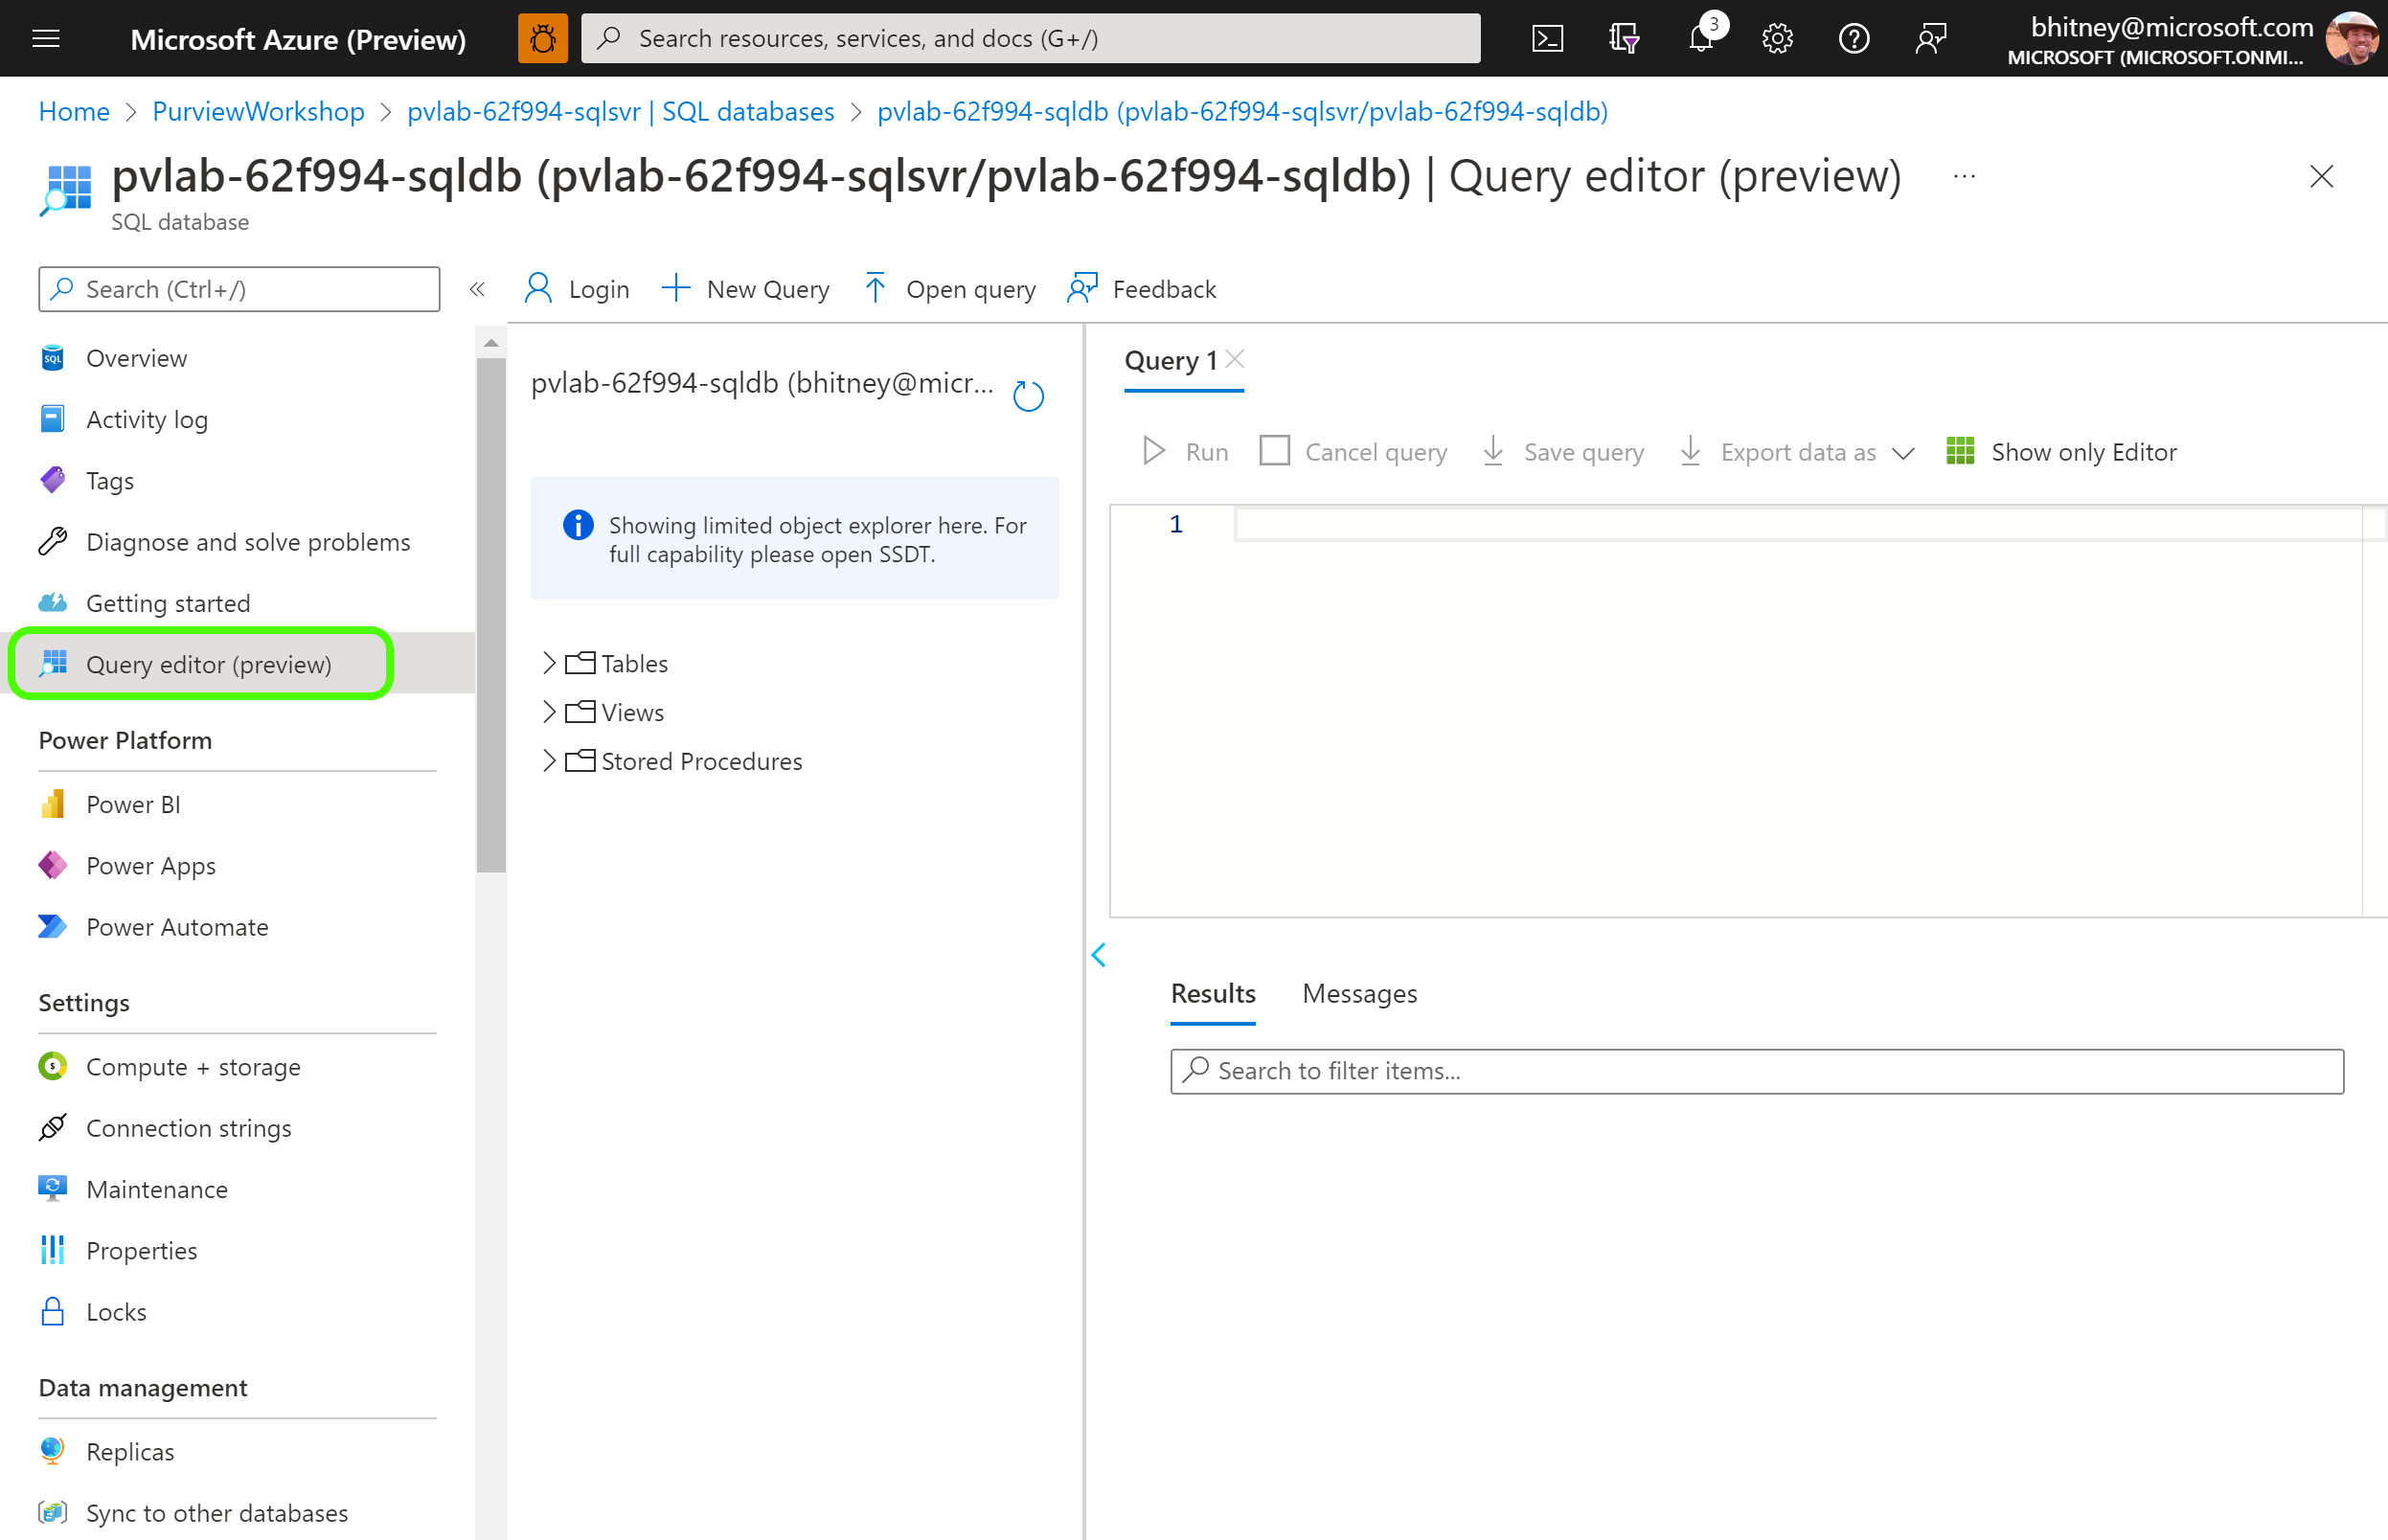 Microsoft Azure (Preview)
Search resources, services, and docs (G+/)
3
bhitney@microsoft.com
MICROSOFT (MICROSOFT.ONMI...
Home > PurviewWorkshop > pvlab-62f994-sqlsvr | SQL databases > pvlab-62f994-sqldb (pvlab-62f994-sqlsvr/pvlab-62f994-sqldb)
pvlab-62f994-sqldb (pvlab-62f994-sqlsvr/pvlab-62f994-sqldb) | Query editor (preview) ...
SQL database
Search (Ctrl+/)
«
Overview
Activity log
Tags
Diagnose and solve problems
Getting started
Query editor (preview)
Power Platform
Power BI
Power Apps
Power Automate
Settings
Compute + storage
Connection strings
Maintenance
Properties
Locks
Data management
Replicas
Sync to other databases
Login
New Query
Open query
Feedback
pvlab-62f994-sqldb (bhitney@micr...
Showing limited object explorer here. For
full capability please open SSDT.
Tables
Views
Stored Procedures
Query 1
Run
Cancel query
Save query
Export data as
Show only Editor
1
Results
Messages
Search to filter items...